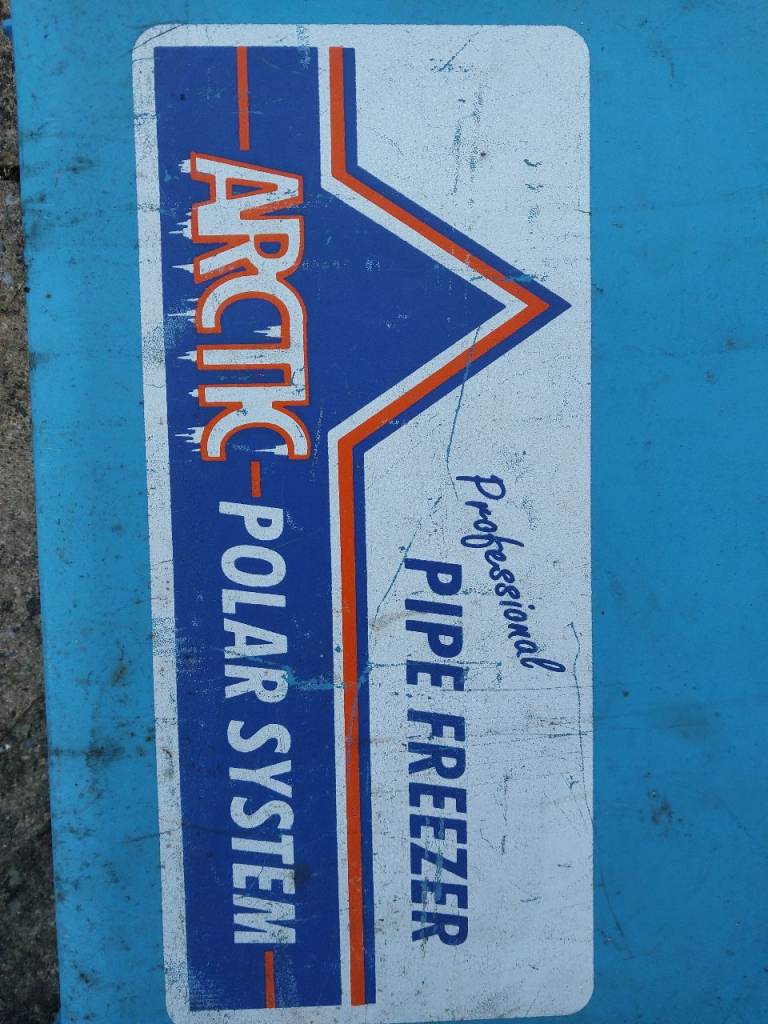 Professional
PIPE FREEZER
ARCTIC - POLAR SYSTEM